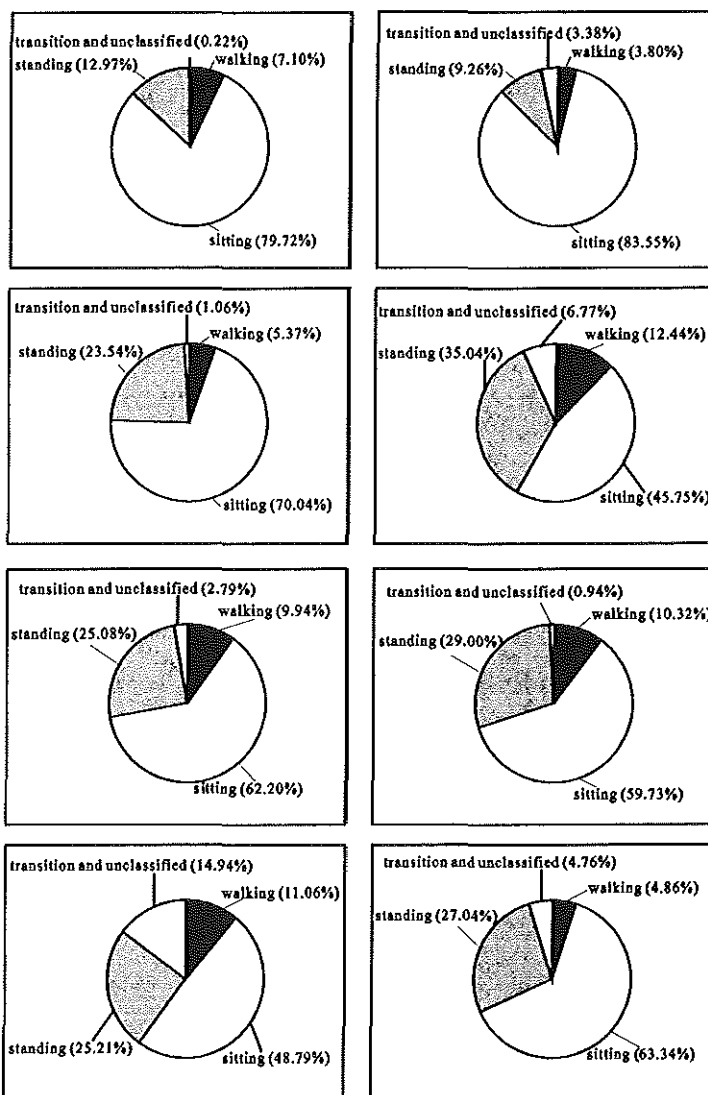 transition and unclassified (0.22%)
walking (7.10%)
standing (12.97%)
sitting (79.72%)
transition and unclassified (3.38%)
walking (3.80%)
standing (9.26%)
sitting (83.55%)
transition and unclassified (1.06%)
walking (5.37%)
standing (23.54%)
sitting (70.04%)
transition and unclassified (6.77%)
walking (12.44%)
standing (35.04%)
sitting (45.75%)
transition and unclassified (2.79%)
walking (9.94%)
standing (25.08%)
sitting (62.20%)
transition and unclassified (0.94%)
walking (10.32%)
standing (29.00%)
sitting (59.73%)
transition and unclassified (14.94%)
walking (11.06%)
standing (25.21%)
sitting (48.79%)
transition and unclassified (4.76%)
walking (4.86%)
standing (27.04%)
sitting (63.34%)